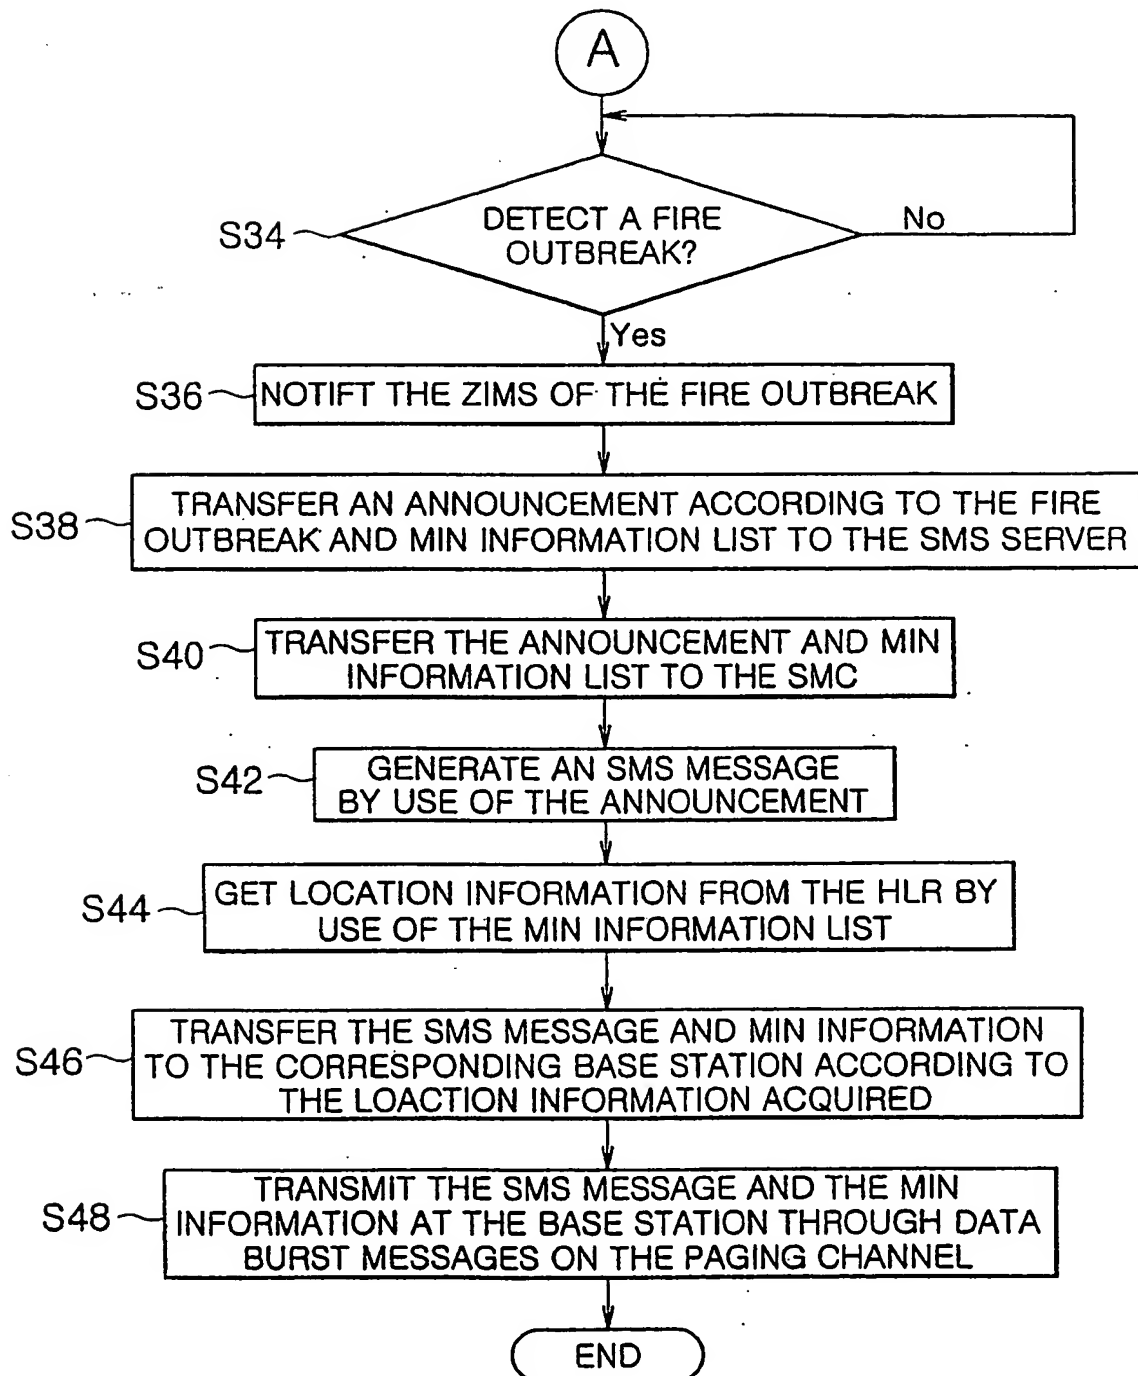 A
S34
DETECT A FIRE
OUTBREAK?
No
Yes
S36
NOTIFT THE ZIMS OF THE FIRE OUTBREAK
S38
TRANSFER AN ANNOUNCEMENT ACCORDING TO THE FIRE
OUTBREAK AND MIN INFORMATION LIST TO THE SMS SERVER
S40
TRANSFER THE ANNOUNCEMENT AND MIN
INFORMATION LIST TO THE SMC
S42
GENERATE AN SMS MESSAGE
BY USE OF THE ANNOUNCEMENT
S44
GET LOCATION INFORMATION FROM THE HLR BY
USE OF THE MIN INFORMATION LIST
S46
TRANSFER THE SMS MESSAGE AND MIN INFORMATION
TO THE CORRESPONDING BASE STATION ACCORDING TO
THE LOACTION INFORMATION ACQUIRED
S48
TRANSMIT THE SMS MESSAGE AND THE MIN
INFORMATION AT THE BASE STATION THROUGH DATA
BURST MESSAGES ON THE PAGING CHANNEL
END